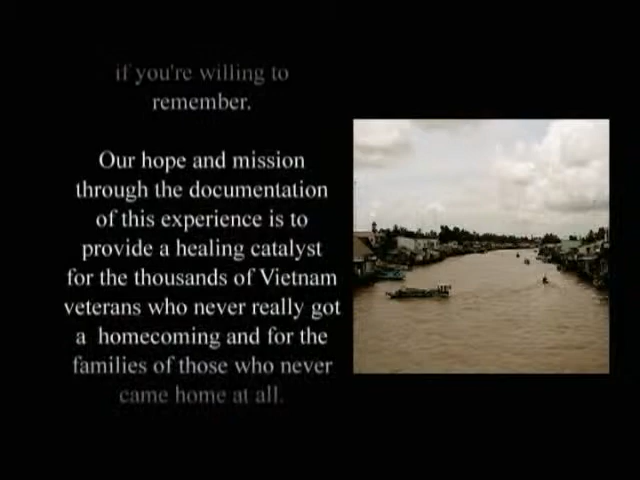 if you're willing to
remember.
Our hope and mission
through the documentation
of this experience is to
provide a healing catalyst
for the thousands of Vietnam
veterans who never really got
a homecoming and for the
families of those who never
came home at all.